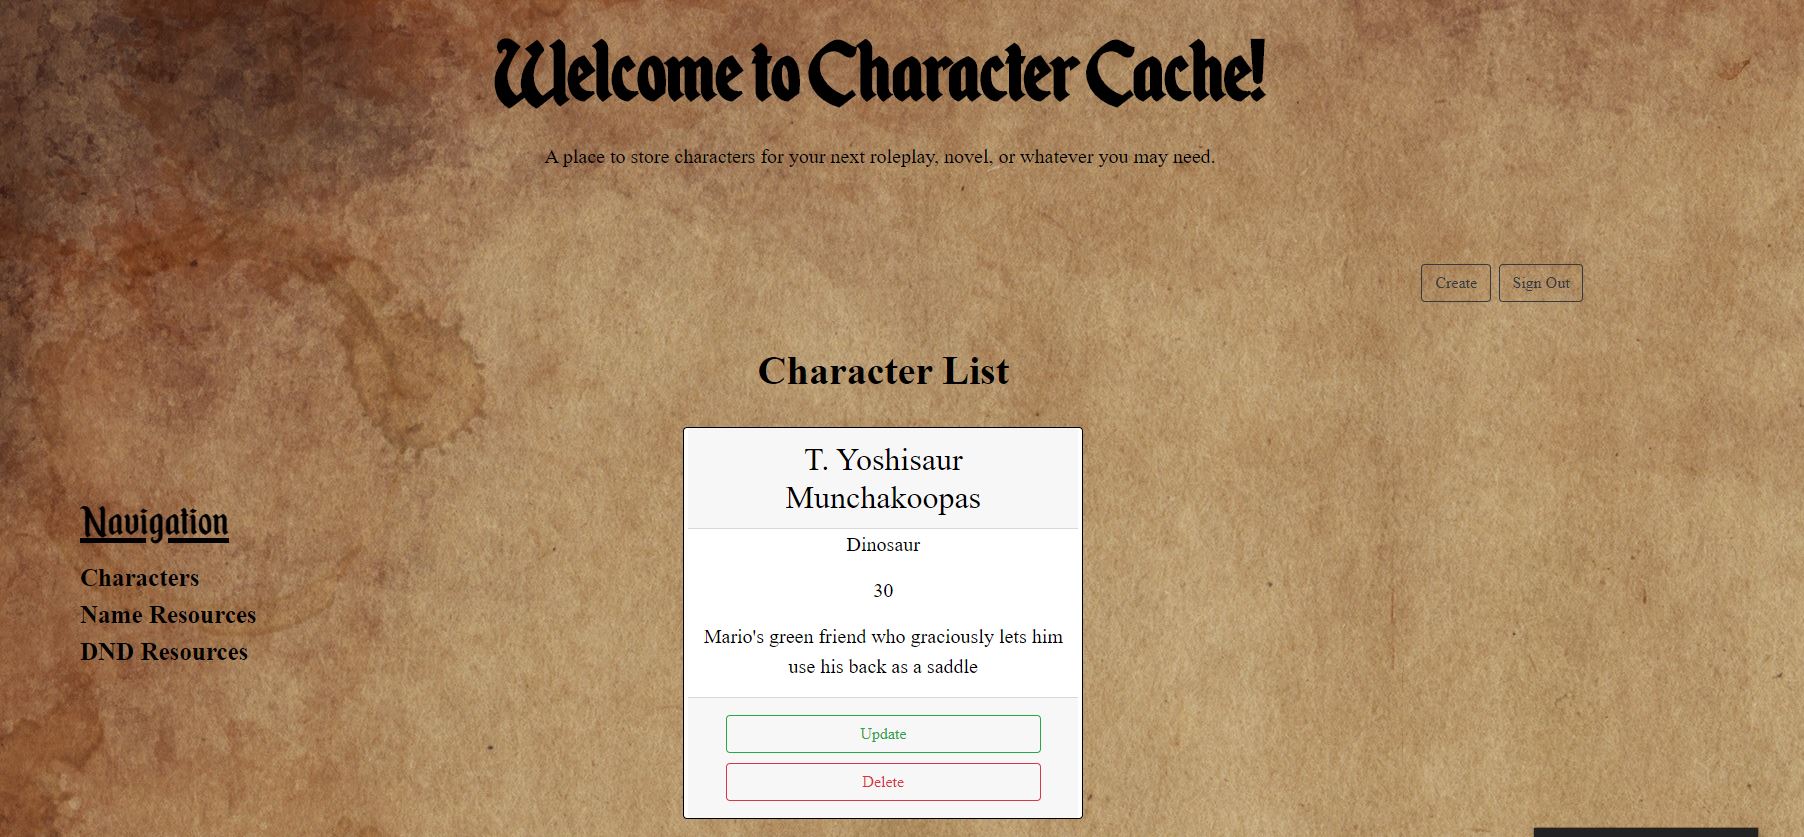 Welcome to Character Cache!
A place to store characters for your next roleplay, novel, or whatever you may need.
Create
Sign Out
Character List
T. Yoshisaur
Munchakoopas
Dinosaur
30
Mario's green friend who graciously lets him
use his back as a saddle
Update
Delete
Navigation
Characters
Name Resources
DND Resources